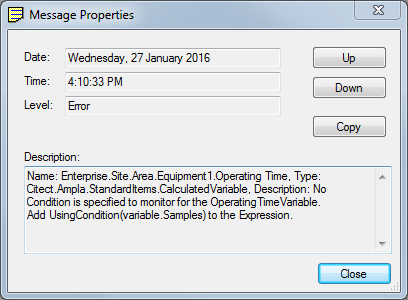 Message Properties
Date: Wednesday, 27 January 2016
Up
Time: 4:10:33 PM
Down
Level: Error
Copy
Description:
Name: Enterprise.Site.Area.Equipment1.Operating Time, Type:
Citect.Ampla.StandardItems.CalculatedVariable, Description: No
Condition is specified to monitor for the OperatingTimeVariable.
Add UsingCondition(variable.Samples) to the Expression.
Close